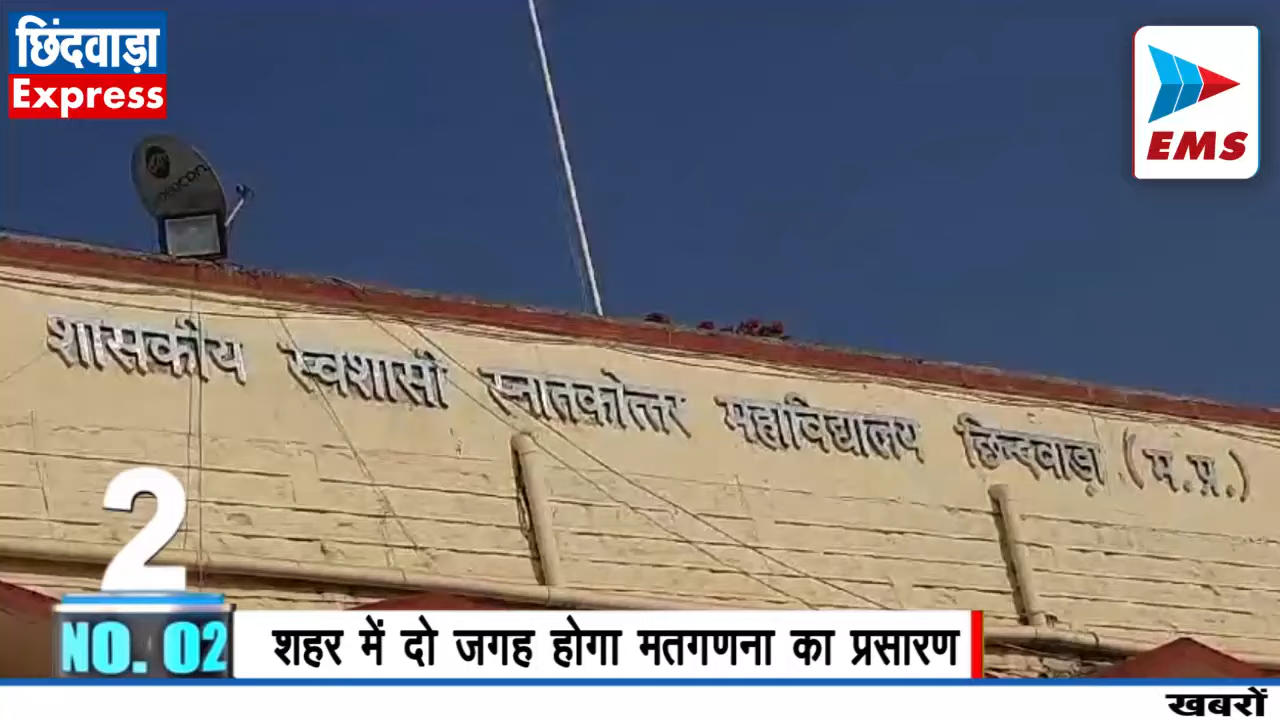 छिंदवाड़ा
Express
EMS
शासकीय स्वशासी स्नातकोत्तर महाविद्यालय छिन्दवाड़ा (म.प्र.)
2
NO. 02
शहर में दो जगह होगा मतगणना का प्रसारण
खबरों